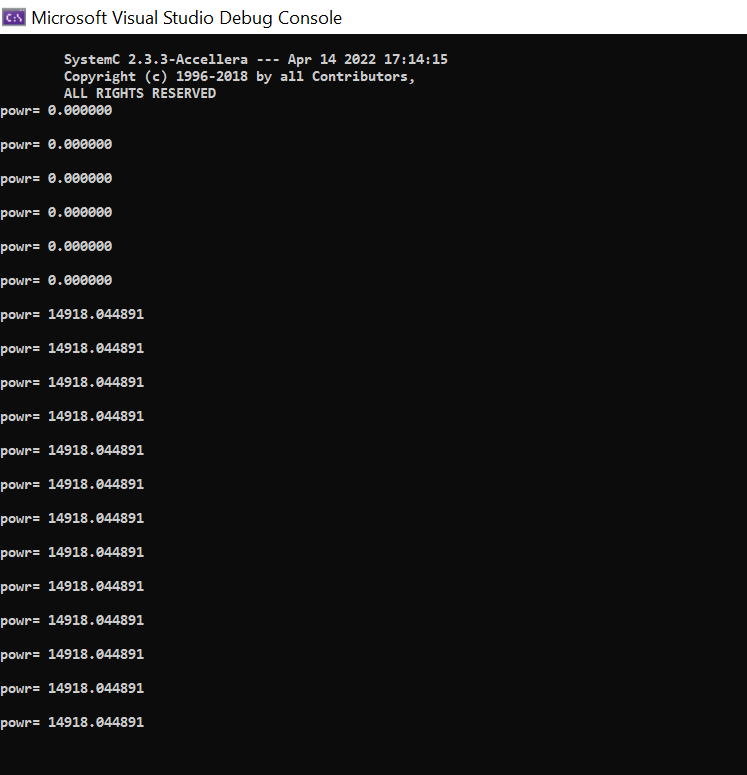 Microsoft Visual Studio Debug Console
SystemC 2.3.3-Accellera --- Apr 14 2022 17:14:15
Copyright (c) 1996-2018 by all Contributors,
ALL RIGHTS RESERVED
powr= 0.000000
powr= 0.000000
powr= 0.000000
powr= 0.000000
powr= 0.000000
powr= 0.000000
powr= 14918.044891
powr= 14918.044891
powr= 14918.044891
powr= 14918.044891
powr= 14918.044891
powr= 14918.044891
powr= 14918.044891
powr= 14918.044891
powr= 14918.044891
powr= 14918.044891
powr= 14918.044891
powr= 14918.044891
powr= 14918.044891